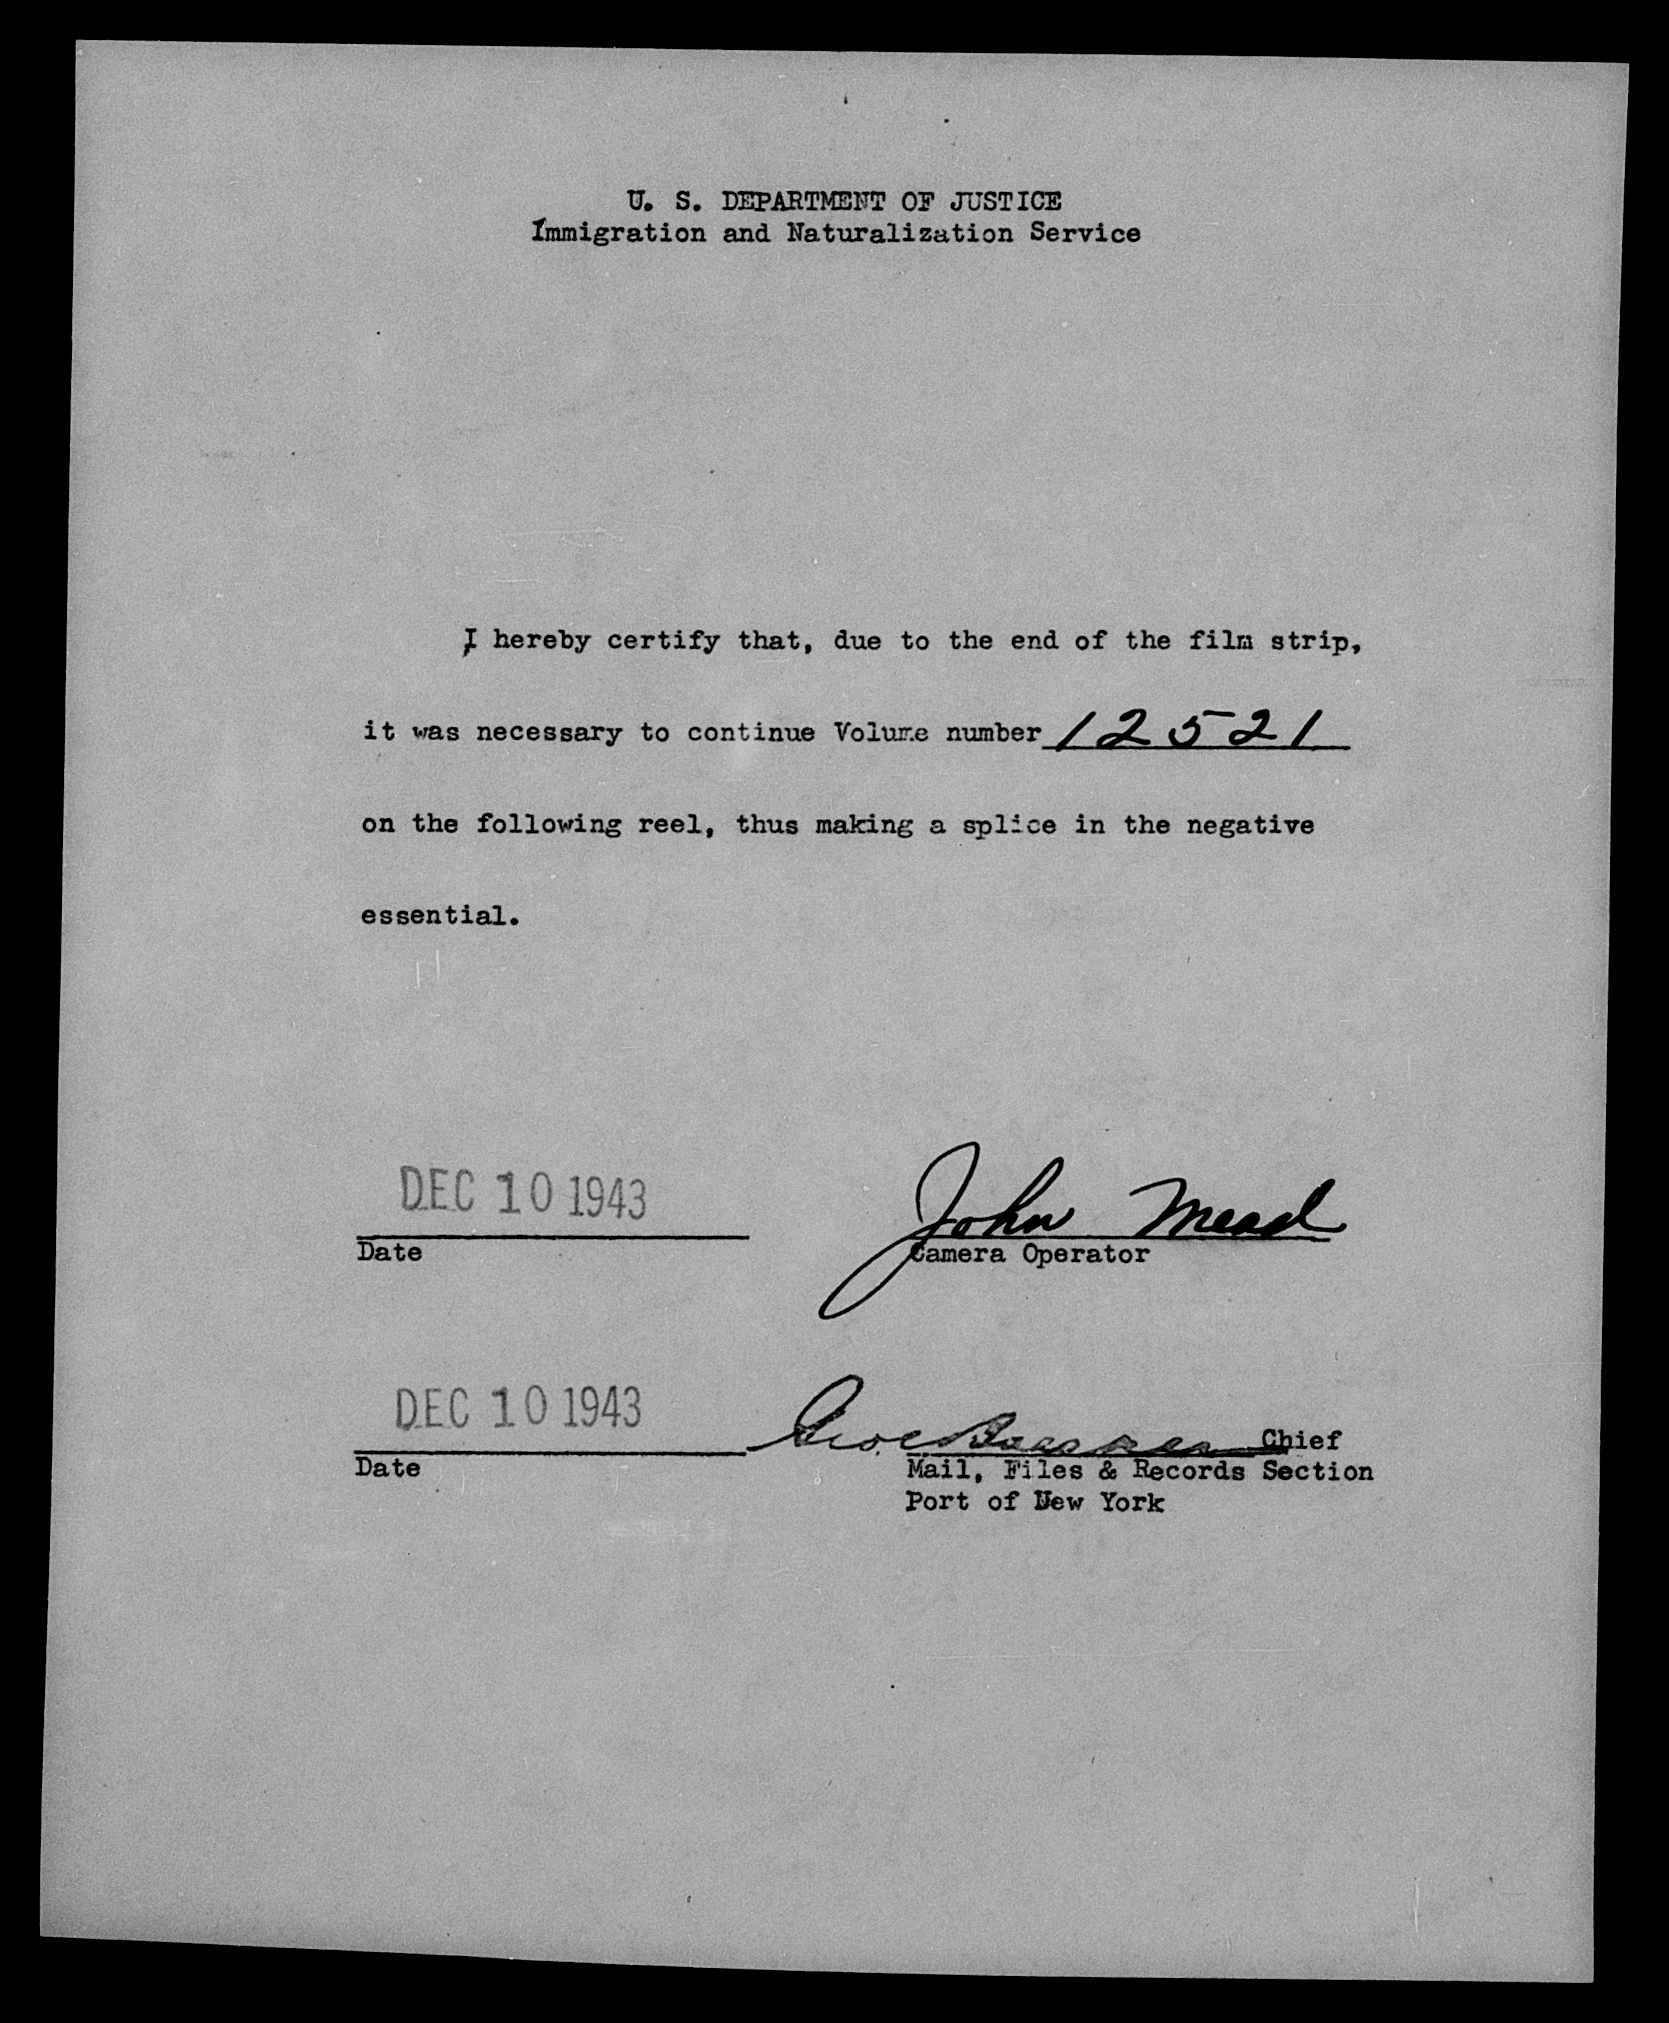 U. S. DEPARTMENT OF JUSTICE
Immigration and Naturalization Service
I hereby certify that, due to the end of the film strip,
it was necessary to continue Volume number 12521
on the following reel, thus making a splice in the negative
essential.
DEC 10 1943
John Mead
Date
Camera Operator
DEC 10 1943
Chief
Date
Mail, Files & Records Section
Port of New York